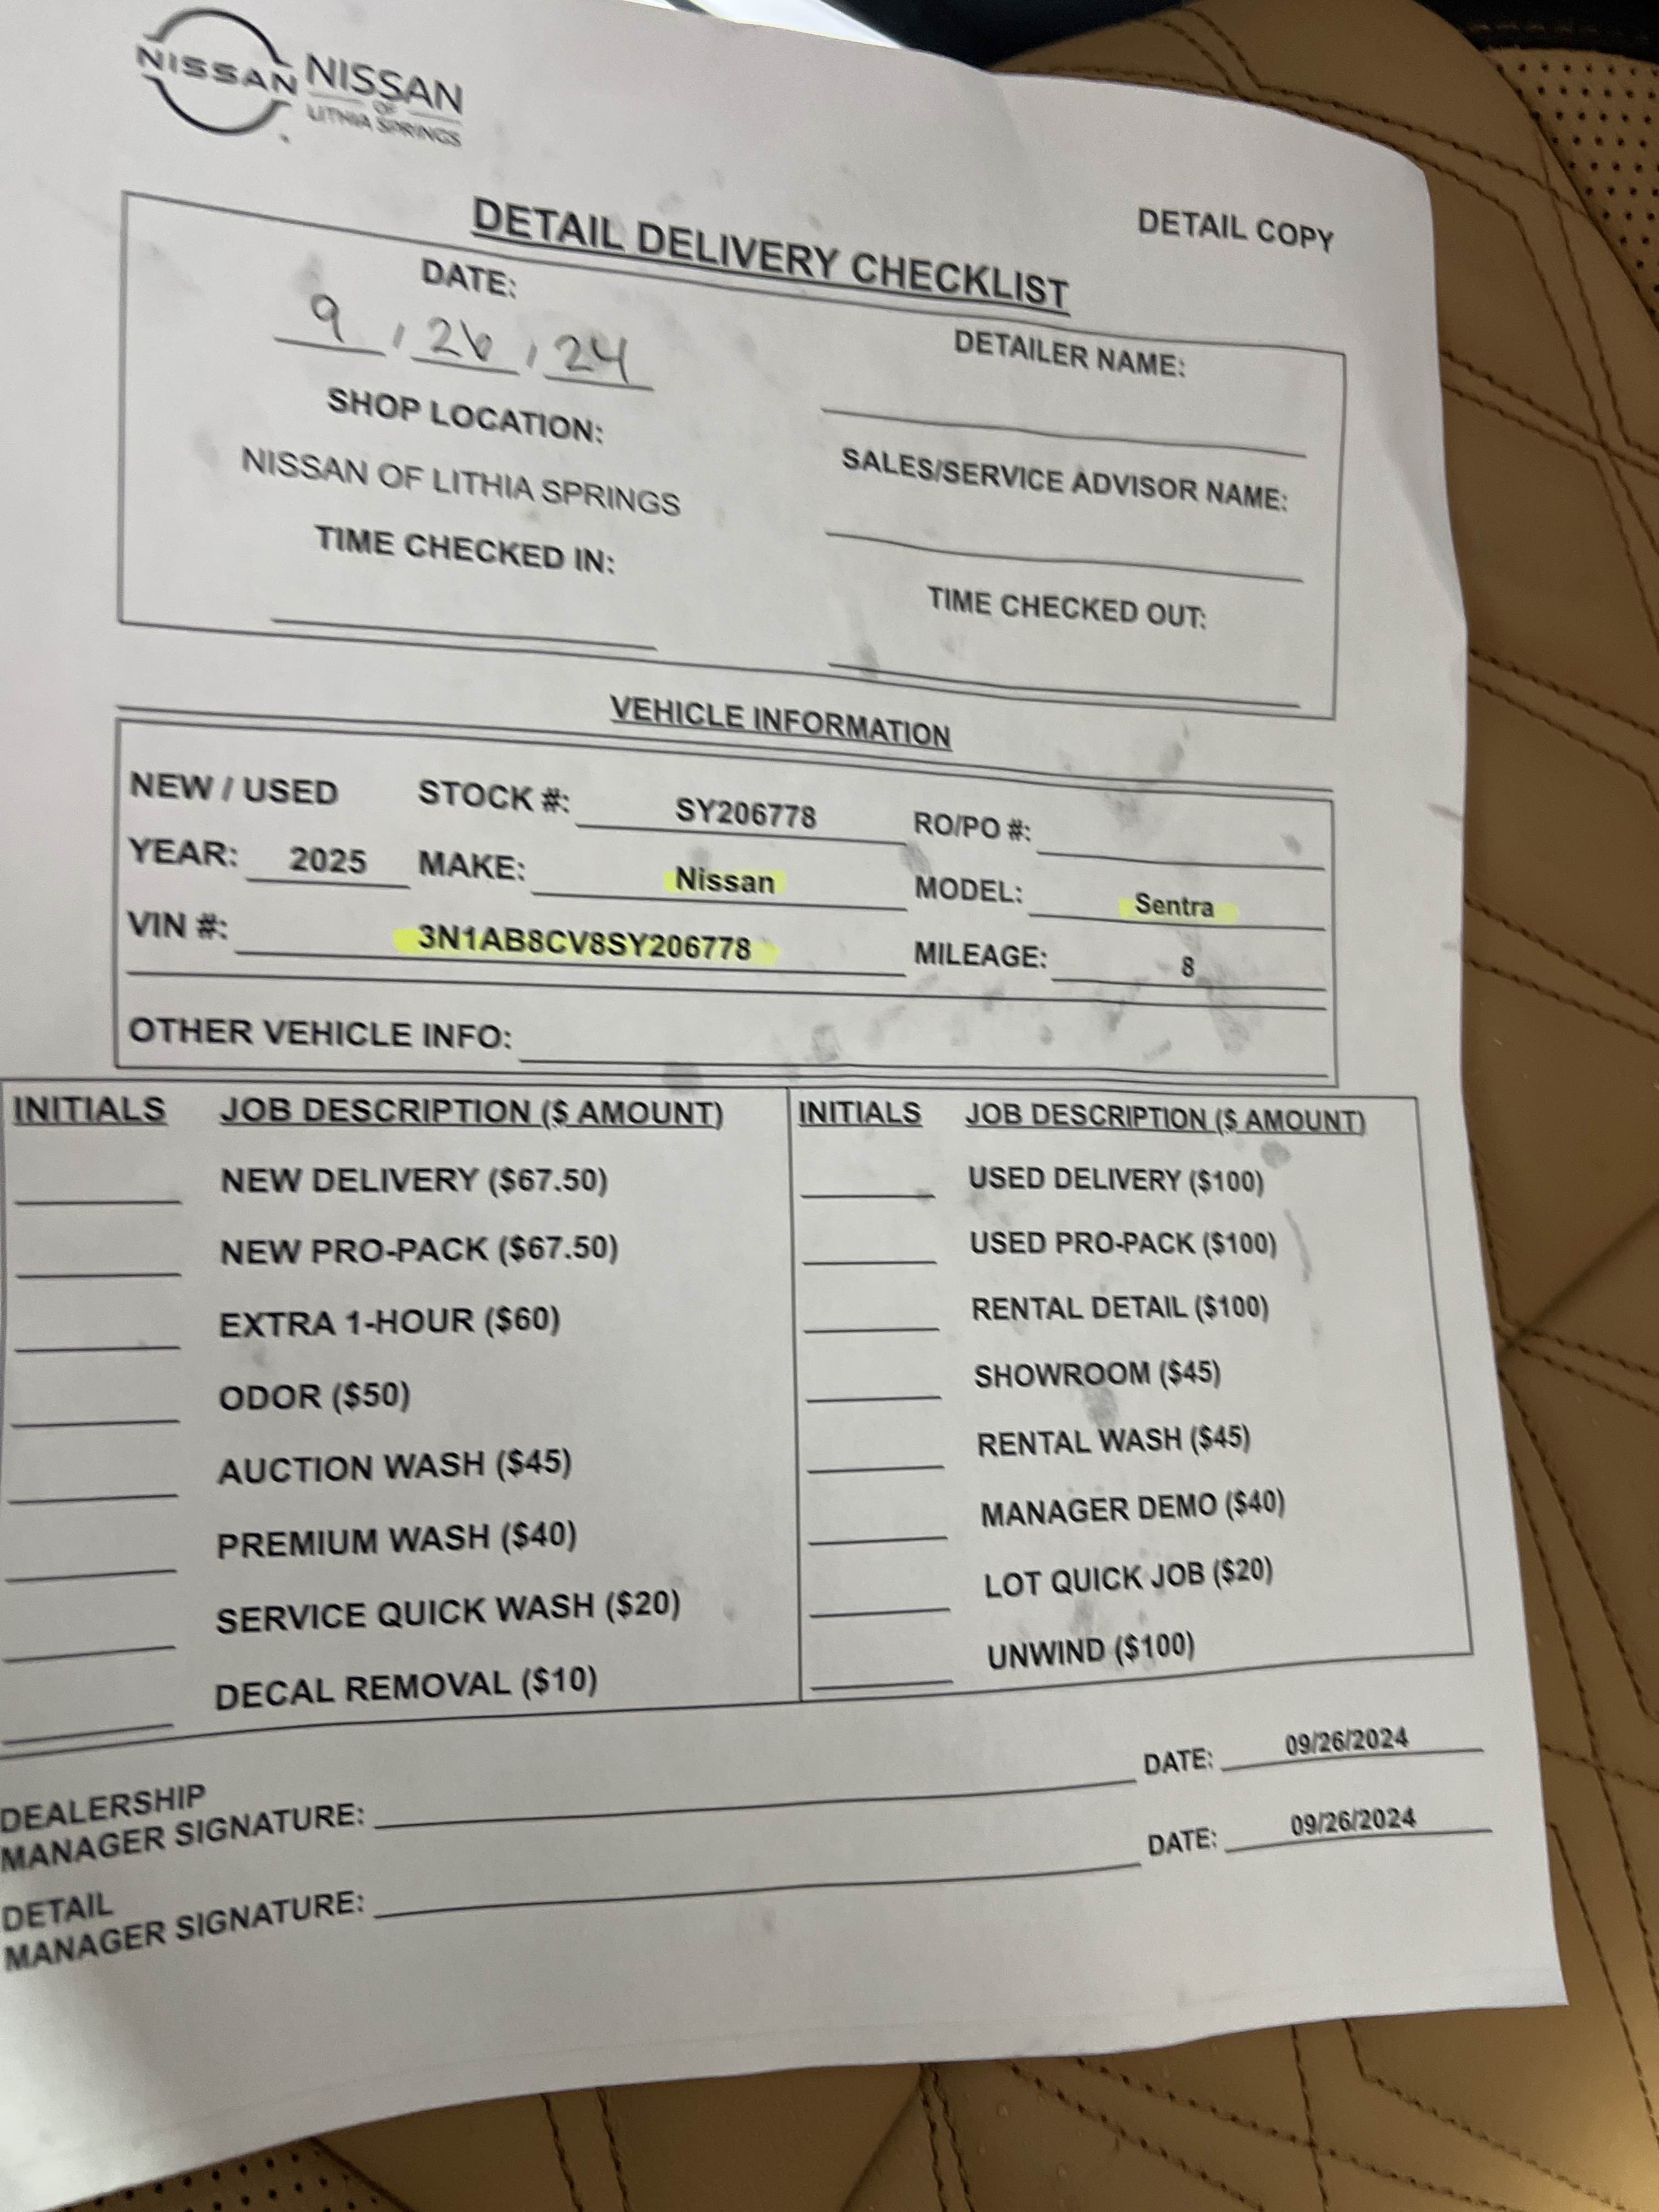 NISSAN NISSAN
OF
LITHIA SPRINGS
DETAIL COPY
DETAIL DELIVERY CHECKLIST
DATE:
9 / 26 / 24
DETAILER NAME:
SHOP LOCATION:
NISSAN OF LITHIA SPRINGS
SALES/SERVICE ADVISOR NAME:
TIME CHECKED IN:
TIME CHECKED OUT:
VEHICLE INFORMATION
NEW / USED STOCK #: SY206778 RO/PO #:
YEAR: 2025 MAKE: Nissan MODEL: Sentra
VIN #: 3N1AB8CV8SY206778 MILEAGE: 8
OTHER VEHICLE INFO:
INITIALS JOB DESCRIPTION ($ AMOUNT) INITIALS JOB DESCRIPTION ($ AMOUNT)
NEW DELIVERY ($67.50) USED DELIVERY ($100)
NEW PRO-PACK ($67.50) USED PRO-PACK ($100)
EXTRA 1-HOUR ($60) RENTAL DETAIL ($100)
ODOR ($50) SHOWROOM ($45)
AUCTION WASH ($45) RENTAL WASH ($45)
PREMIUM WASH ($40) MANAGER DEMO ($40)
SERVICE QUICK WASH ($20) LOT QUICK JOB ($20)
DECAL REMOVAL ($10) UNWIND ($100)
DEALERSHIP
MANAGER SIGNATURE: DATE: 09/26/2024
DETAIL
MANAGER SIGNATURE: DATE: 09/26/2024